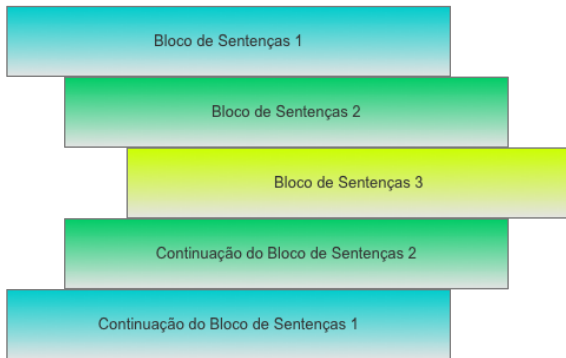 Bloco de Sentenças 1
Bloco de Sentenças 2
Bloco de Sentenças 3
Continuação do Bloco de Sentenças 2
Continuação do Bloco de Sentenças 1